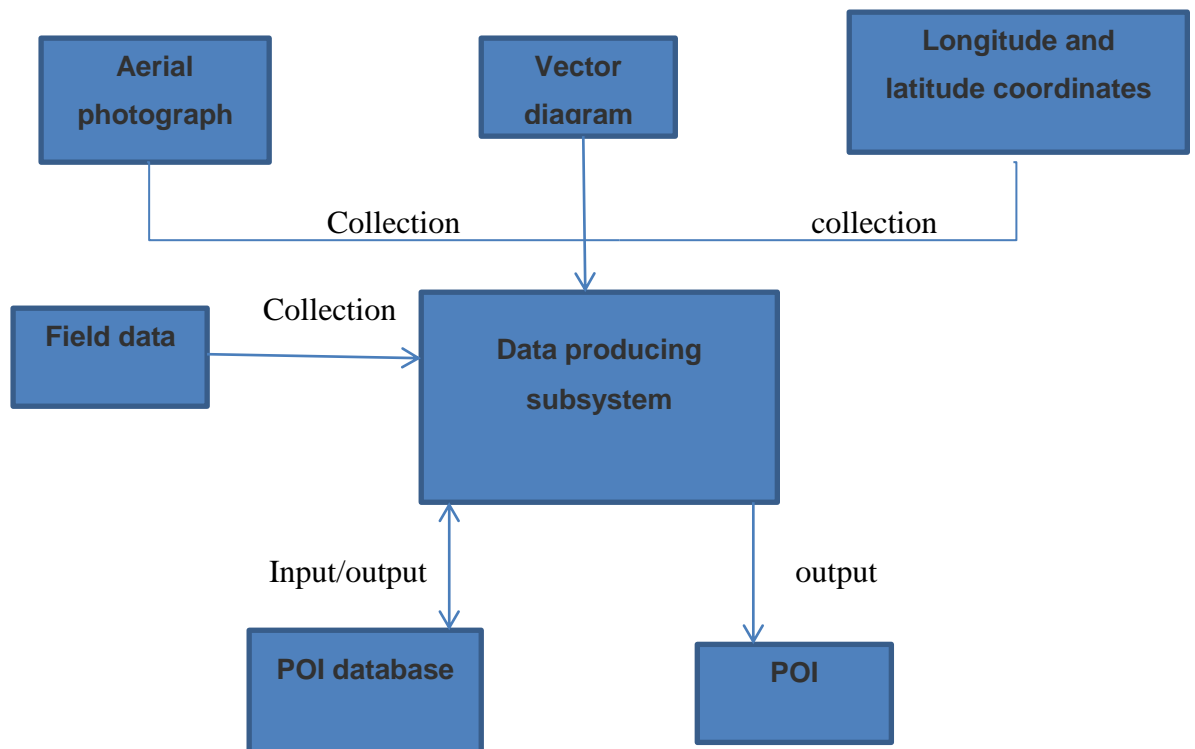 Aerial
photograph
Vector
diagram
Longitude and
latitude coordinates
Collection
collection
Collection
Field data
Data producing
subsystem
Input/output
output
POI database
POI